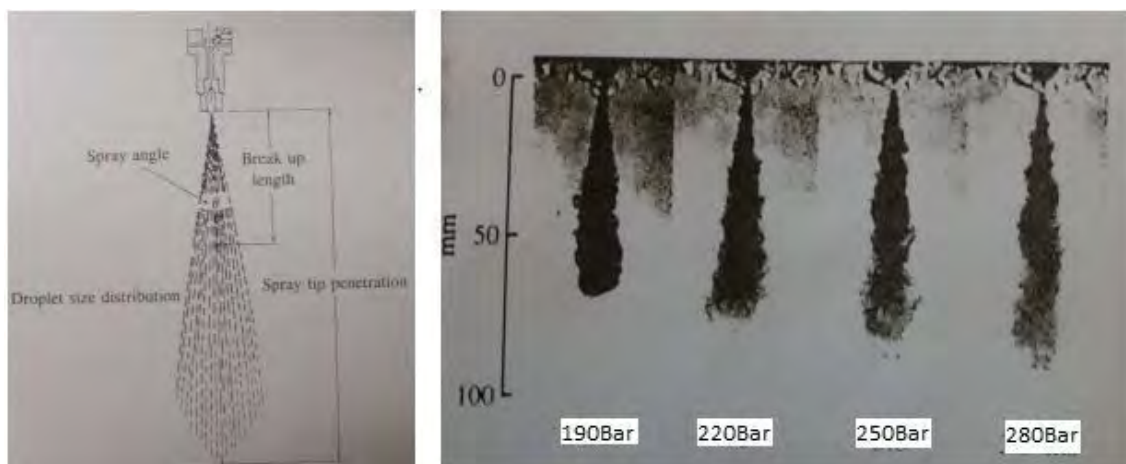 Spray angle
Break up
length
Droplet size distribution
Spray tip penetration
0
50
100
mm
190Bar
220Bar
250Bar
280Bar